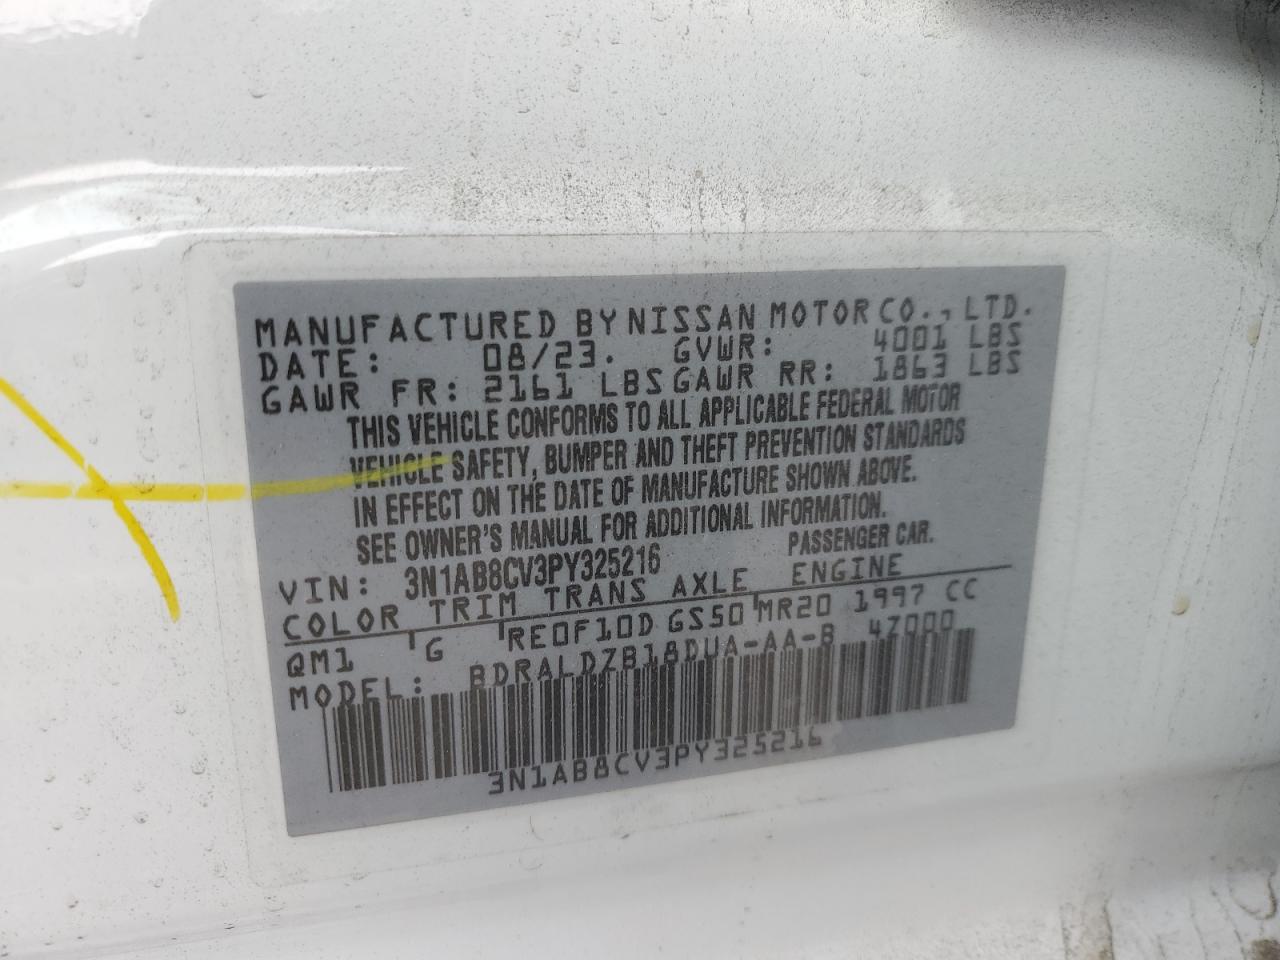 MANUFACTURED BY NISSAN MOTOR CO., LTD.
DATE: 08/23. GVWR: 4001 LBS
GAWR FR: 2161 LBS GAWR RR: 1863 LBS
THIS VEHICLE CONFORMS TO ALL APPLICABLE FEDERAL MOTOR
VEHICLE SAFETY, BUMPER AND THEFT PREVENTION STANDARDS
IN EFFECT ON THE DATE OF MANUFACTURE SHOWN ABOVE.
SEE OWNER'S MANUAL FOR ADDITIONAL INFORMATION.
VIN: 3N1AB8CV3PY325216 PASSENGER CAR.
COLOR TRIM TRANS AXLE ENGINE
QM1 G RE0F10D GS50 MR20 1997 CC
MODEL: BDRALDZB18DUA-AA-B 47000
3N1AB8CV3PY325216